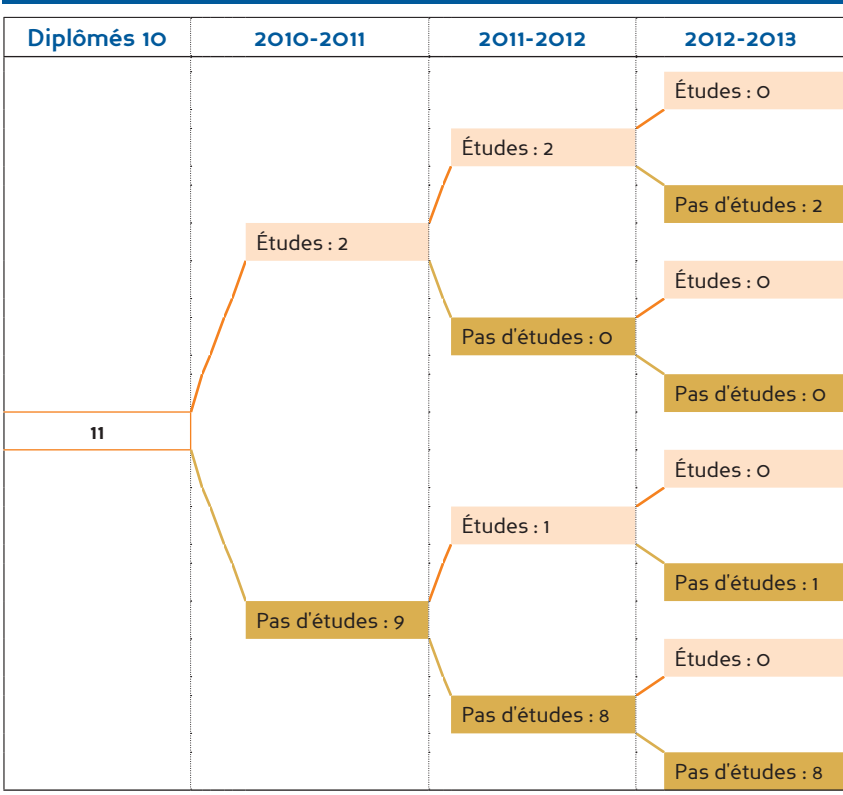 Diplômés 10 2010-2011 2011-2012 2012-2013
Études : 0
Études : 2
Pas d'études : 2
Études : 2
Études : 0
Pas d'études : 0
Pas d'études : 0
11
Études : 0
Études : 1
Pas d'études : 1
Pas d'études : 9
Études : 0
Pas d'études : 8
Pas d'études : 8